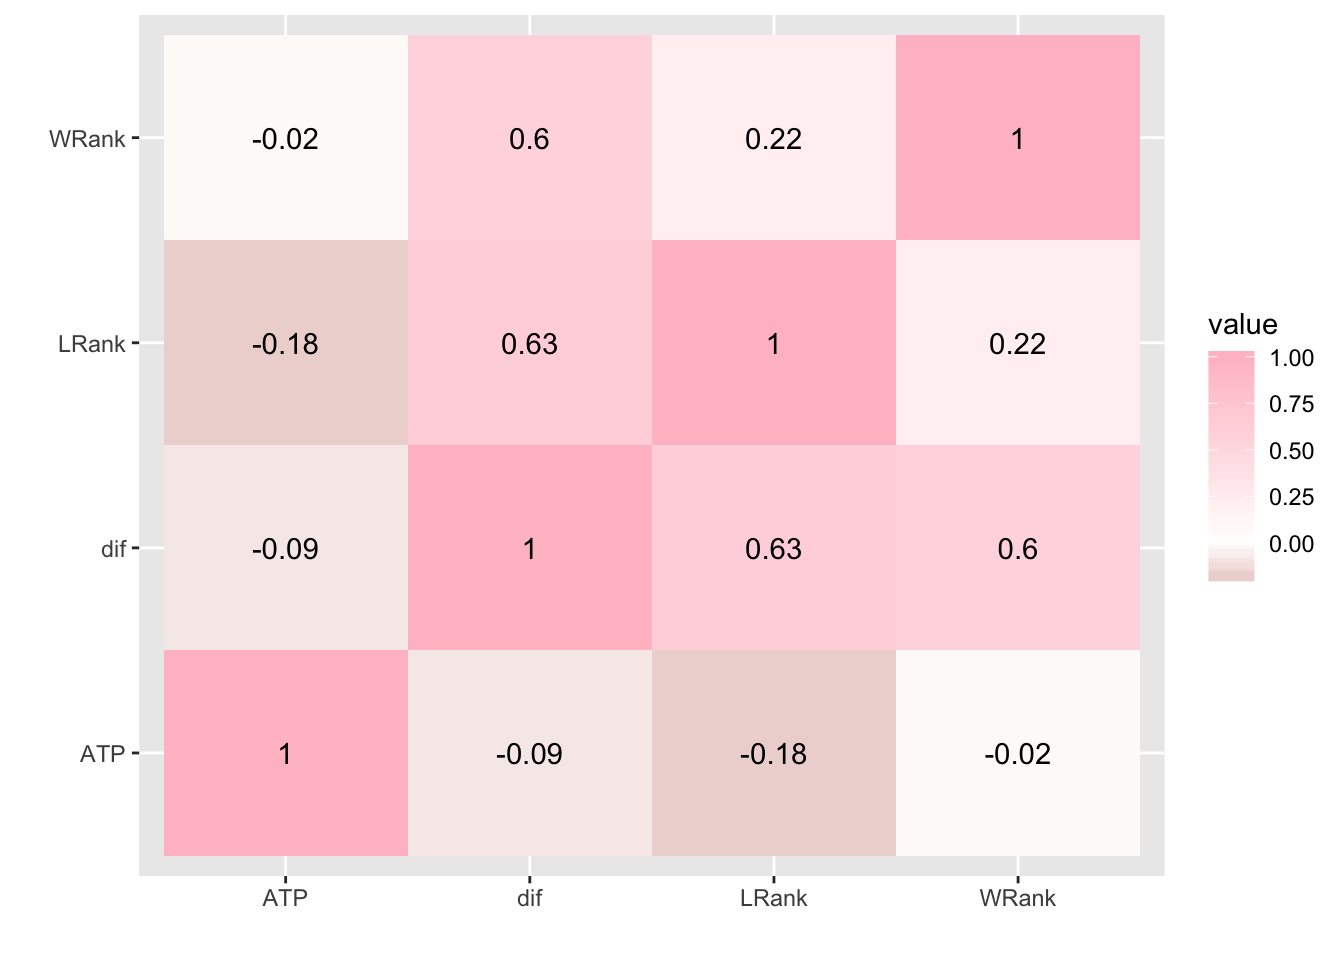 WRank -0.02 0.6 0.22 1
LRank -0.18 0.63 1 0.22
dif -0.09 1 0.63 0.6
ATP 1 -0.09 -0.18 -0.02
ATP dif LRank WRank
value
1.00
0.75
0.50
0.25
0.00